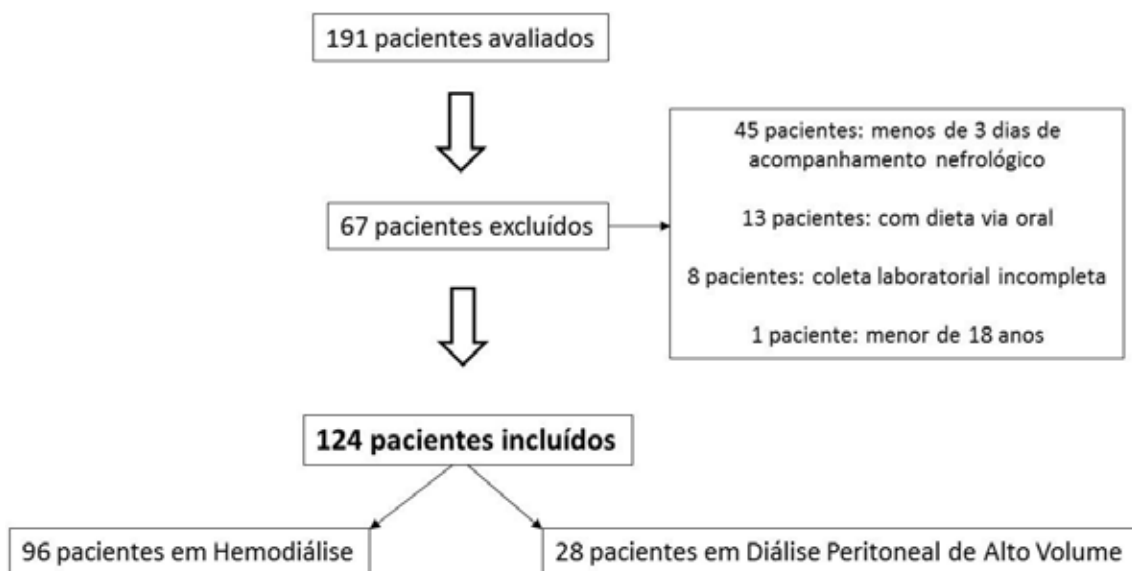 191 pacientes avaliados
67 pacientes excluídos
45 pacientes: menos de 3 dias de
acompanhamento nefrológico
13 pacientes: com dieta via oral
8 pacientes: coleta laboratorial incompleta
1 paciente: menor de 18 anos
124 pacientes incluídos
96 pacientes em Hemodiálise
28 pacientes em Diálise Peritoneal de Alto Volume